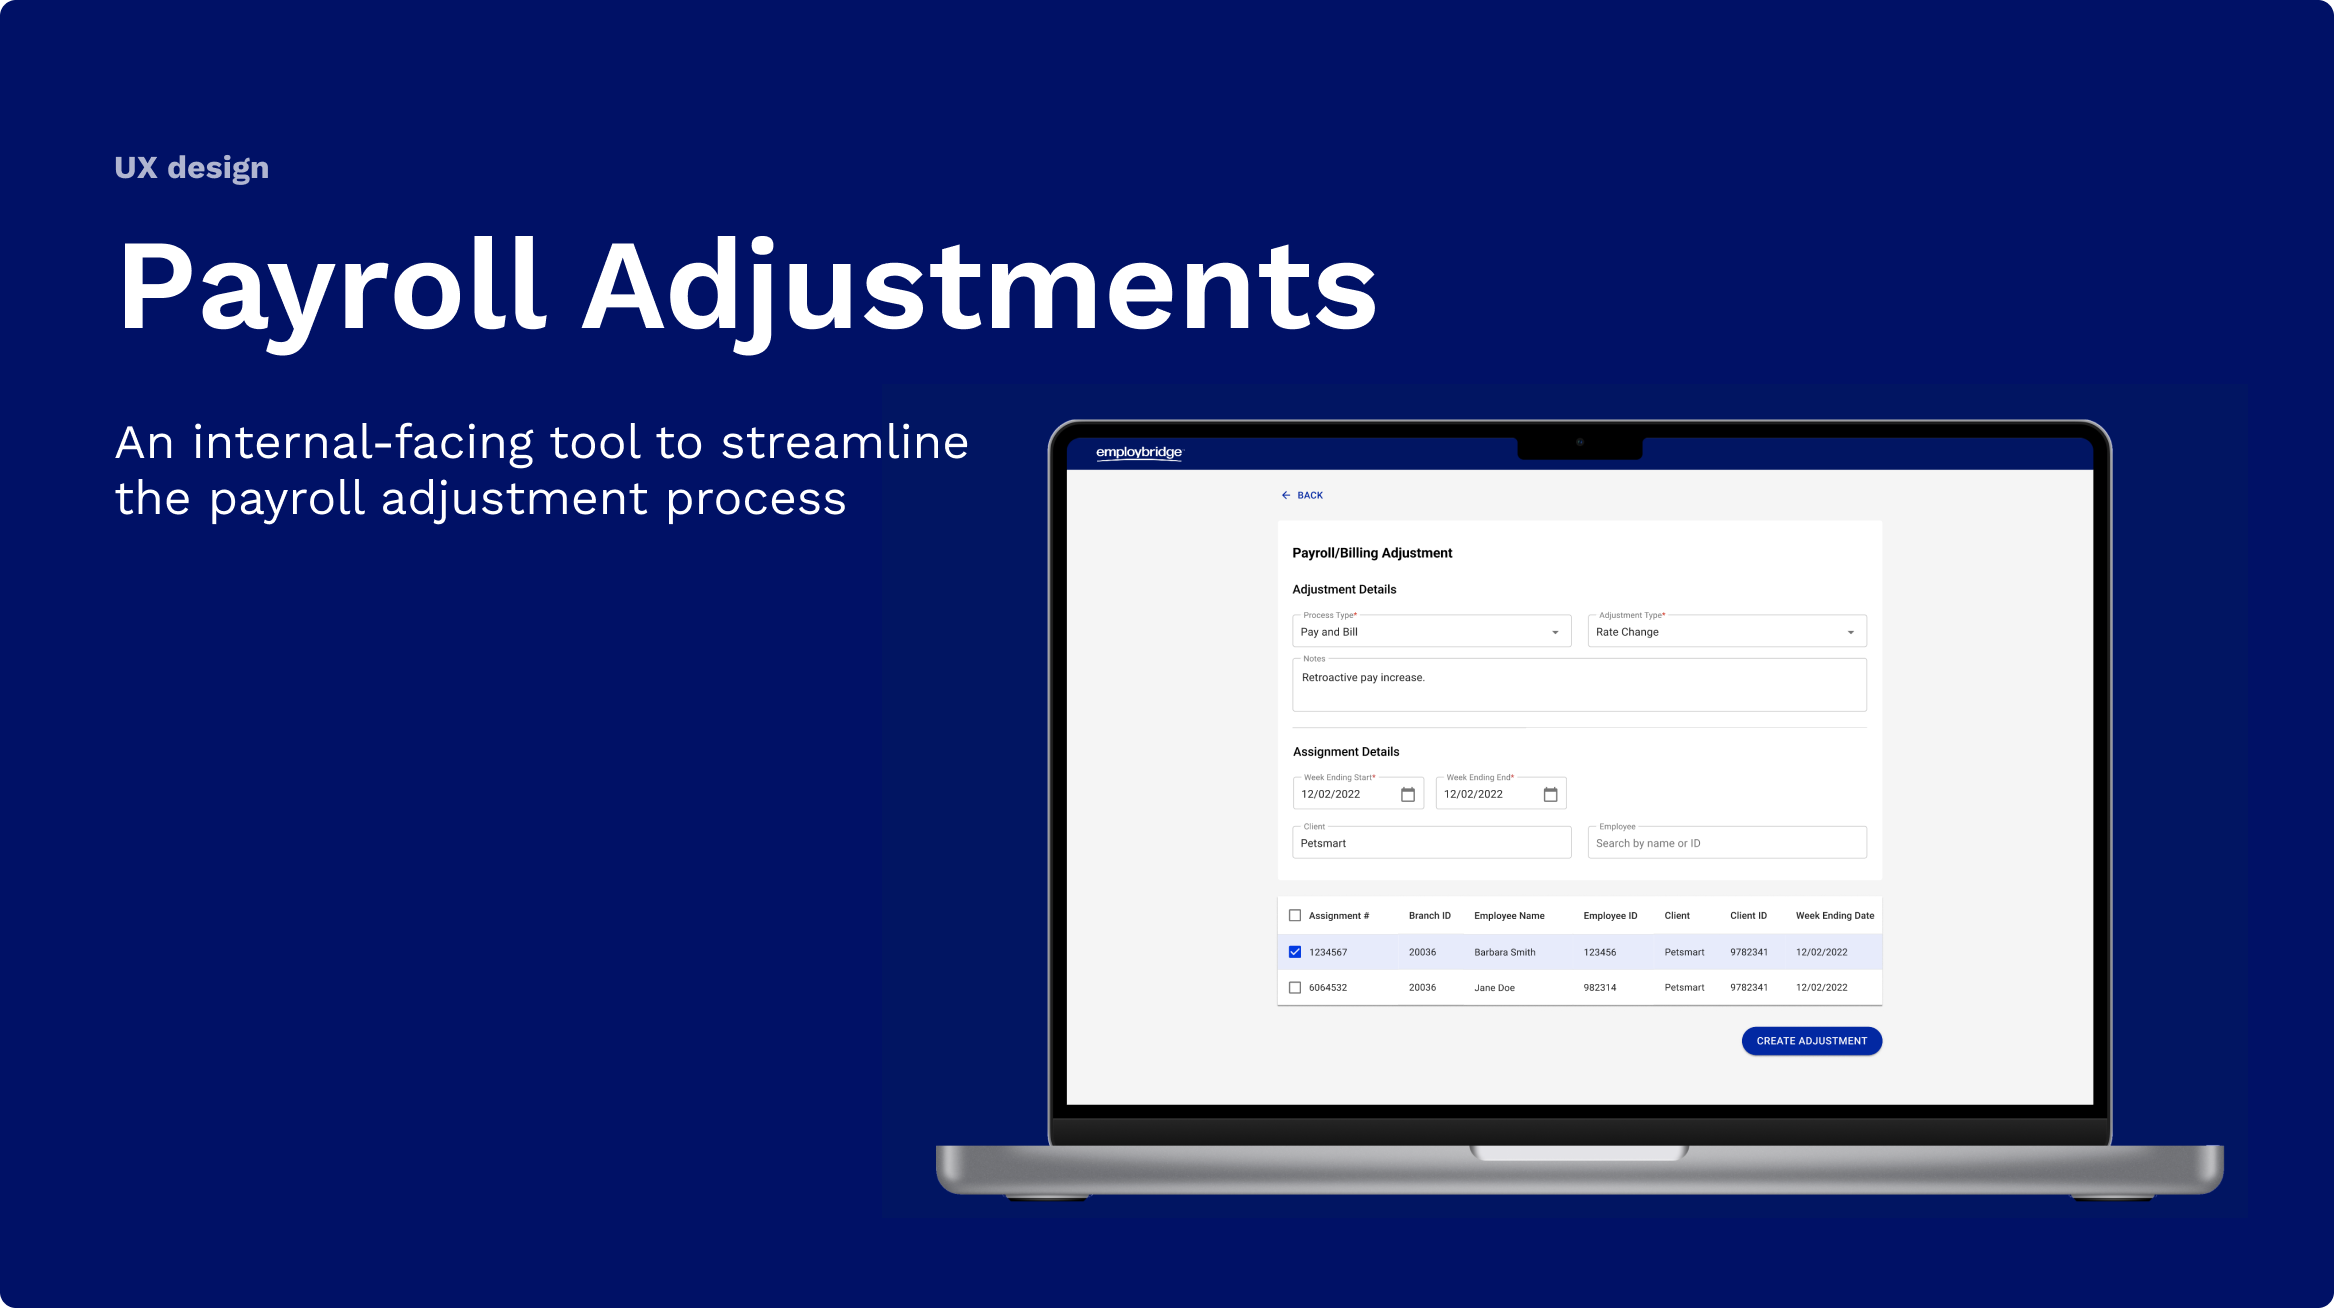 UX design
Payroll Adjustments
An internal-facing tool to streamline
the payroll adjustment process
employbridge
BACK
Payroll/Billing Adjustment
Adjustment Details
Process Type* Adjustment Type*
Pay and Bill Rate Change
Notes
Retroactive pay increase.
Assignment Details
Week Ending Start* Week Ending End*
12/02/2022 12/02/2022
Client Employee
Petsmart Search by name or ID
Assignment # Branch ID Employee Name Employee ID Client Client ID Week Ending Date
1234567 20036 Barbara Smith 123456 Petsmart 9782341 12/02/2022
6064532 20036 Jane Doe 982314 Petsmart 9782341 12/02/2022
CREATE ADJUSTMENT